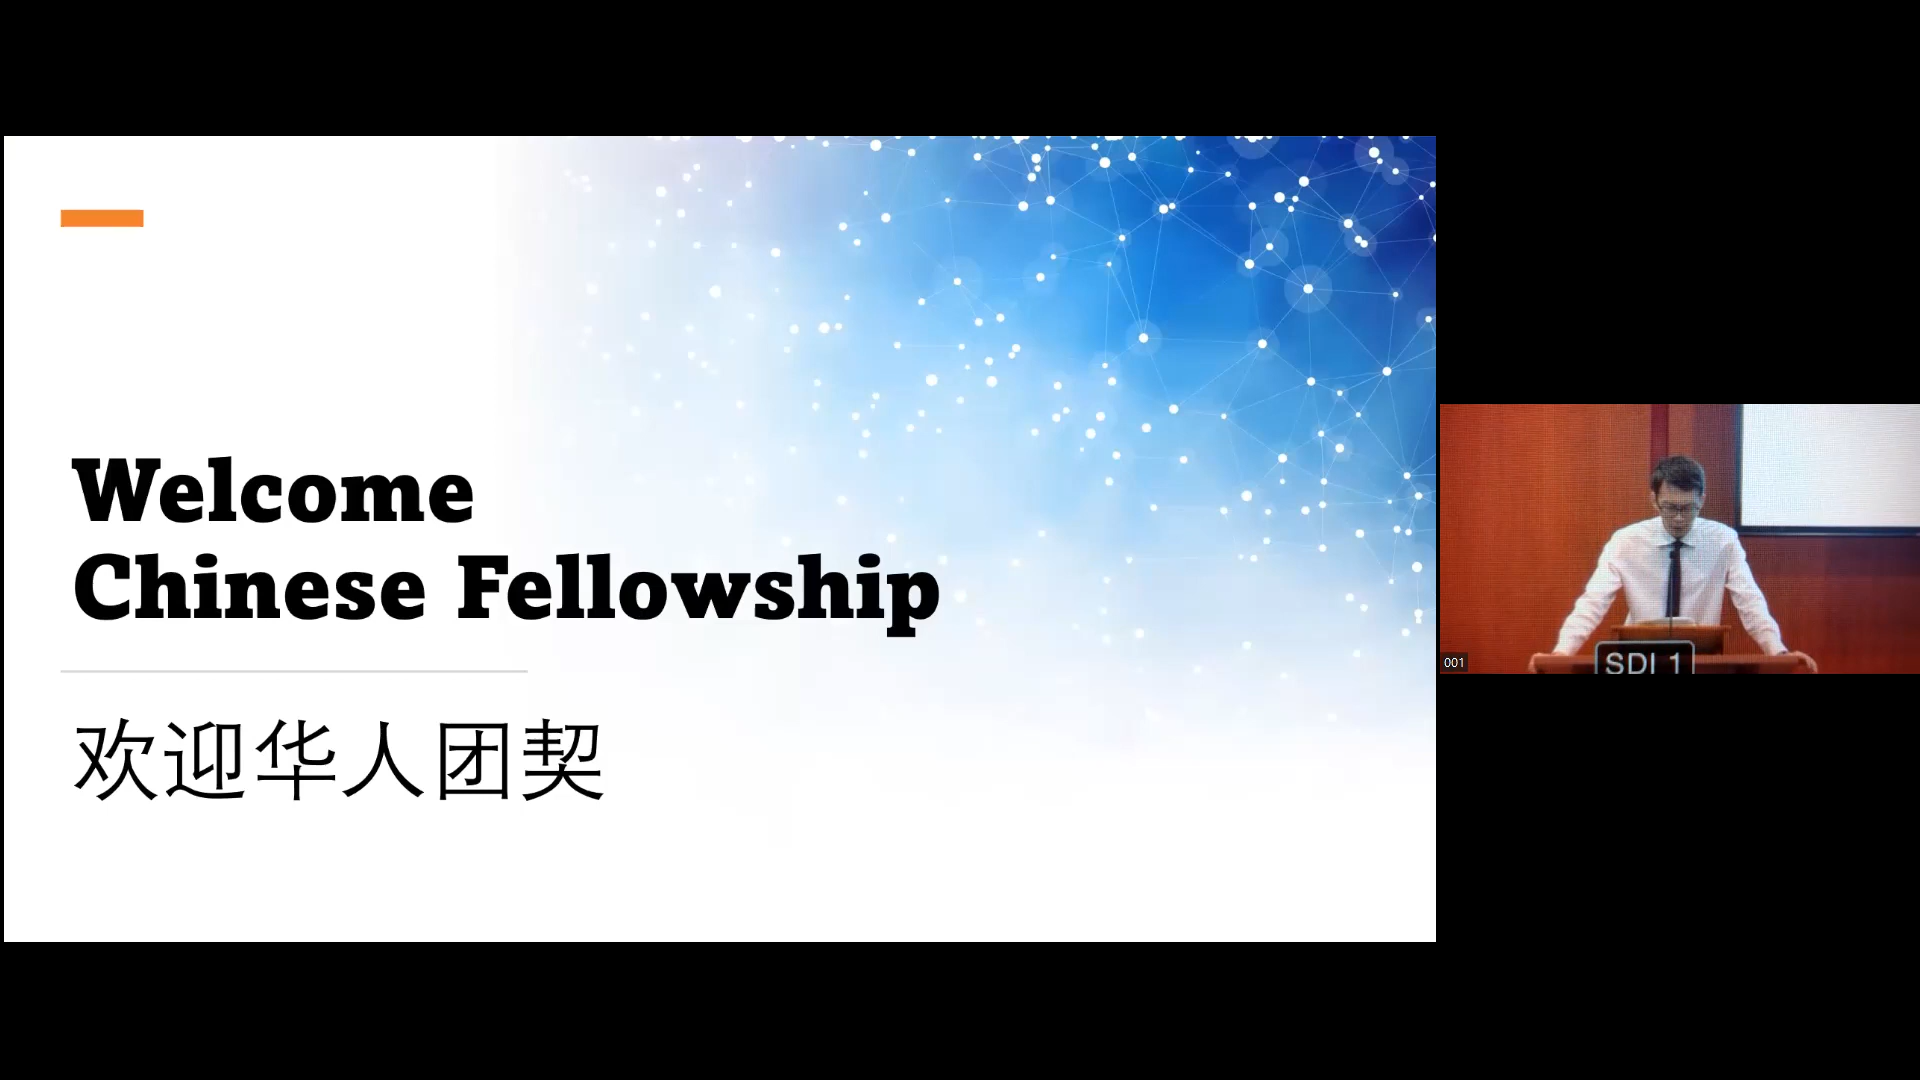 Welcome
Chinese Fellowship
欢迎华人团契
001
SDI 1